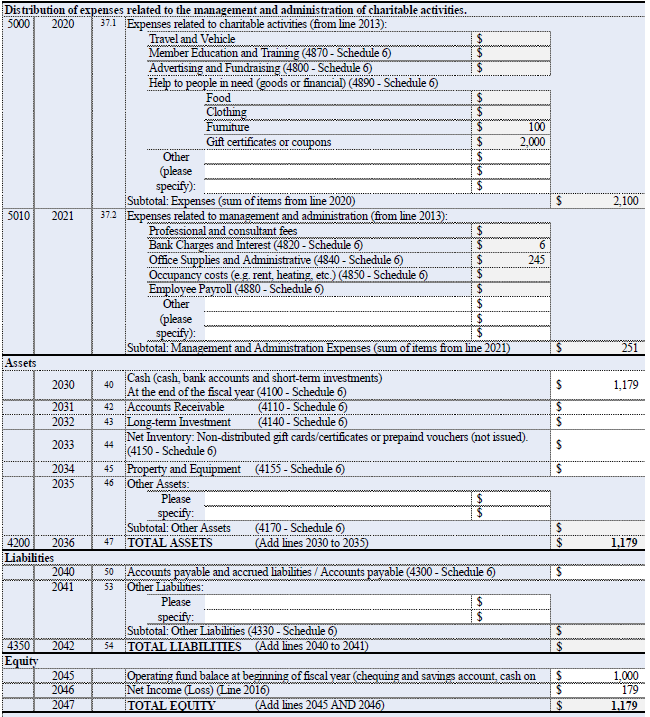 Distribution of expenses related to the management and administration of charitable activities.
5000 2020 37.1 Expenses related to charitable activities (from line 2013):
Travel and Vehicle $
Member Education and Training (4870 - Schedule 6) $
Advertising and Fundraising (4800 - Schedule 6) $
Help to people in need (goods or financial) (4890 - Schedule 6)
Food $
Clothing $
Furniture $ 100
Gift certificates or coupons $ 2,000
Other $
(please $
specify): $
Subtotal: Expenses (sum of items from line 2020) $ 2,100
5010 2021 37.2 Expenses related to management and administration (from line 2013):
Professional and consultant fees $
Bank Charges and Interest (4820 - Schedule 6) $ 6
Office Supplies and Administrative (4840 - Schedule 6) $ 245
Occupancy costs (e.g. rent, heating, etc.) (4850 - Schedule 6) $
Employee Payroll (4880 - Schedule 6) $
Other $
(please $
specify): $
Subtotal: Management and Administration Expenses (sum of items from line 2021) $ 251
Assets
2030 40 Cash (cash, bank accounts and short-term investments)
At the end of the fiscal year (4100 - Schedule 6) $ 1,179
2031 42 Accounts Receivable (4110 - Schedule 6) $
2032 43 Long-term Investment (4140 - Schedule 6) $
2033 44 Net Inventory: Non-distributed gift cards/certificates or prepaind vouchers (not issued).
(4150 - Schedule 6) $
2034 45 Property and Equipment (4155 - Schedule 6) $
2035 46 Other Assets:
Please $
specify: $
Subtotal: Other Assets (4170 - Schedule 6) $
4200 2036 47 TOTAL ASSETS (Add lines 2030 to 2035) $ 1,179
Liabilities
2040 50 Accounts payable and accrued liabilities / Accounts payable (4300 - Schedule 6) $
2041 53 Other Liabilities:
Please $
specify: $
Subtotal: Other Liabilities (4330 - Schedule 6) $
4350 2042 54 TOTAL LIABILITIES (Add lines 2040 to 2041) $
Equity
2045 Operating fund balace at beginning of fiscal year (chequing and savings account, cash on $ 1,000
2046 Net Income (Loss) (Line 2016) $ 179
2047 TOTAL EQUITY (Add lines 2045 AND 2046) $ 1,179